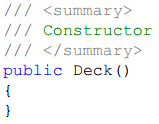 /// <summary>
/// Constructor
/// </summary>
public Deck()
{
}